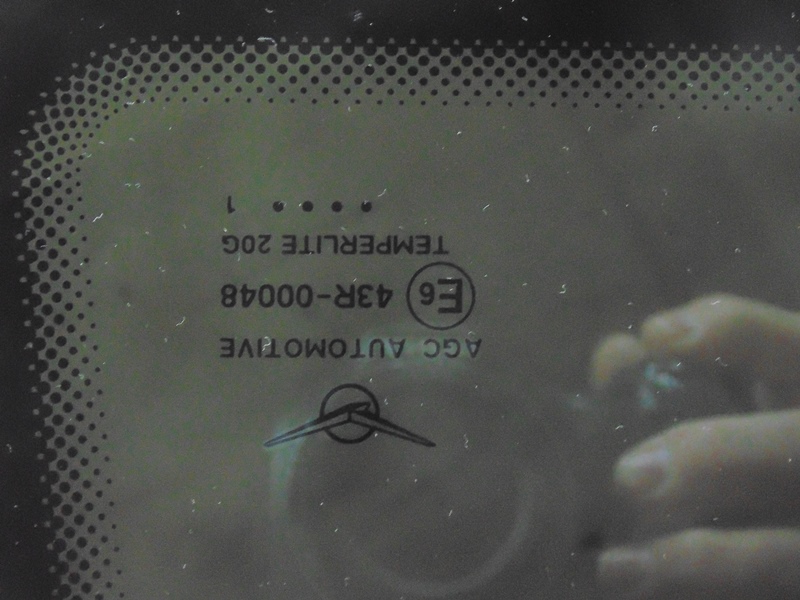 AGC AUTOMOTIVE
E6 43R-00048
TEMPERLITE 20G
• • • • 1